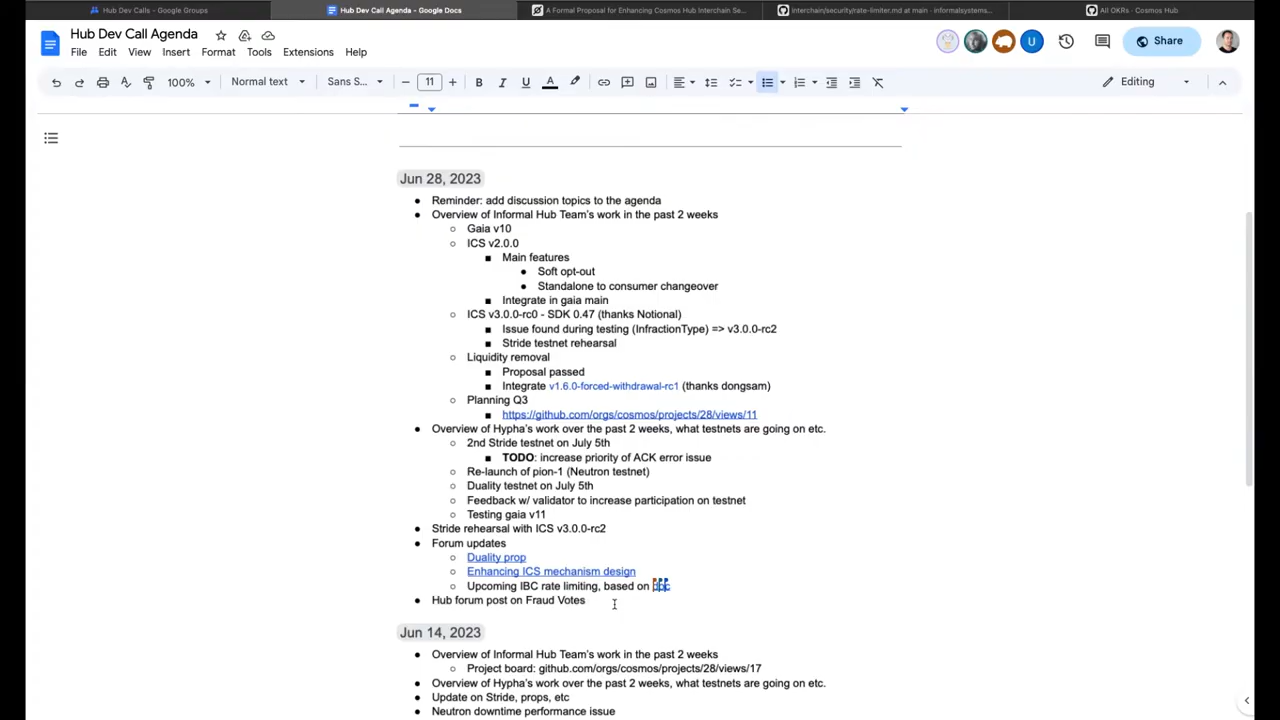 Hub Dev Calls - Google Groups
Hub Dev Call Agenda - Google Docs
A Formal Proposal for Enhancing Cosmos Hub Interchain Se...
interchain/security/rate-limiter.md at main · informalsystems...
All OKRs · Cosmos Hub
Hub Dev Call Agenda
File Edit View Insert Format Tools Extensions Help
U
Share
100%
Normal text
Sans S...
11
B I U A
Editing
Jun 28, 2023
Reminder: add discussion topics to the agenda
Overview of Informal Hub Team's work in the past 2 weeks
Gaia v10
ICS v2.0.0
Main features
Soft opt-out
Standalone to consumer changeover
Integrate in gaia main
ICS v3.0.0-rc0 - SDK 0.47 (thanks Notional)
Issue found during testing (InfractionType) => v3.0.0-rc2
Stride testnet rehearsal
Liquidity removal
Proposal passed
Integrate v1.6.0-forced-withdrawal-rc1 (thanks dongsam)
Planning Q3
https://github.com/orgs/cosmos/projects/28/views/11
Overview of Hypha's work over the past 2 weeks, what testnets are going on etc.
2nd Stride testnet on July 5th
TODO: increase priority of ACK error issue
Re-launch of pion-1 (Neutron testnet)
Duality testnet on July 5th
Feedback w/ validator to increase participation on testnet
Testing gaia v11
Stride rehearsal with ICS v3.0.0-rc2
Forum updates
Duality prop
Enhancing ICS mechanism design
Upcoming IBC rate limiting, based on
Hub forum post on Fraud Votes
Jun 14, 2023
Overview of Informal Hub Team's work in the past 2 weeks
Project board: github.com/orgs/cosmos/projects/28/views/17
Overview of Hypha's work over the past 2 weeks, what testnets are going on etc.
Update on Stride, props, etc
Neutron downtime performance issue